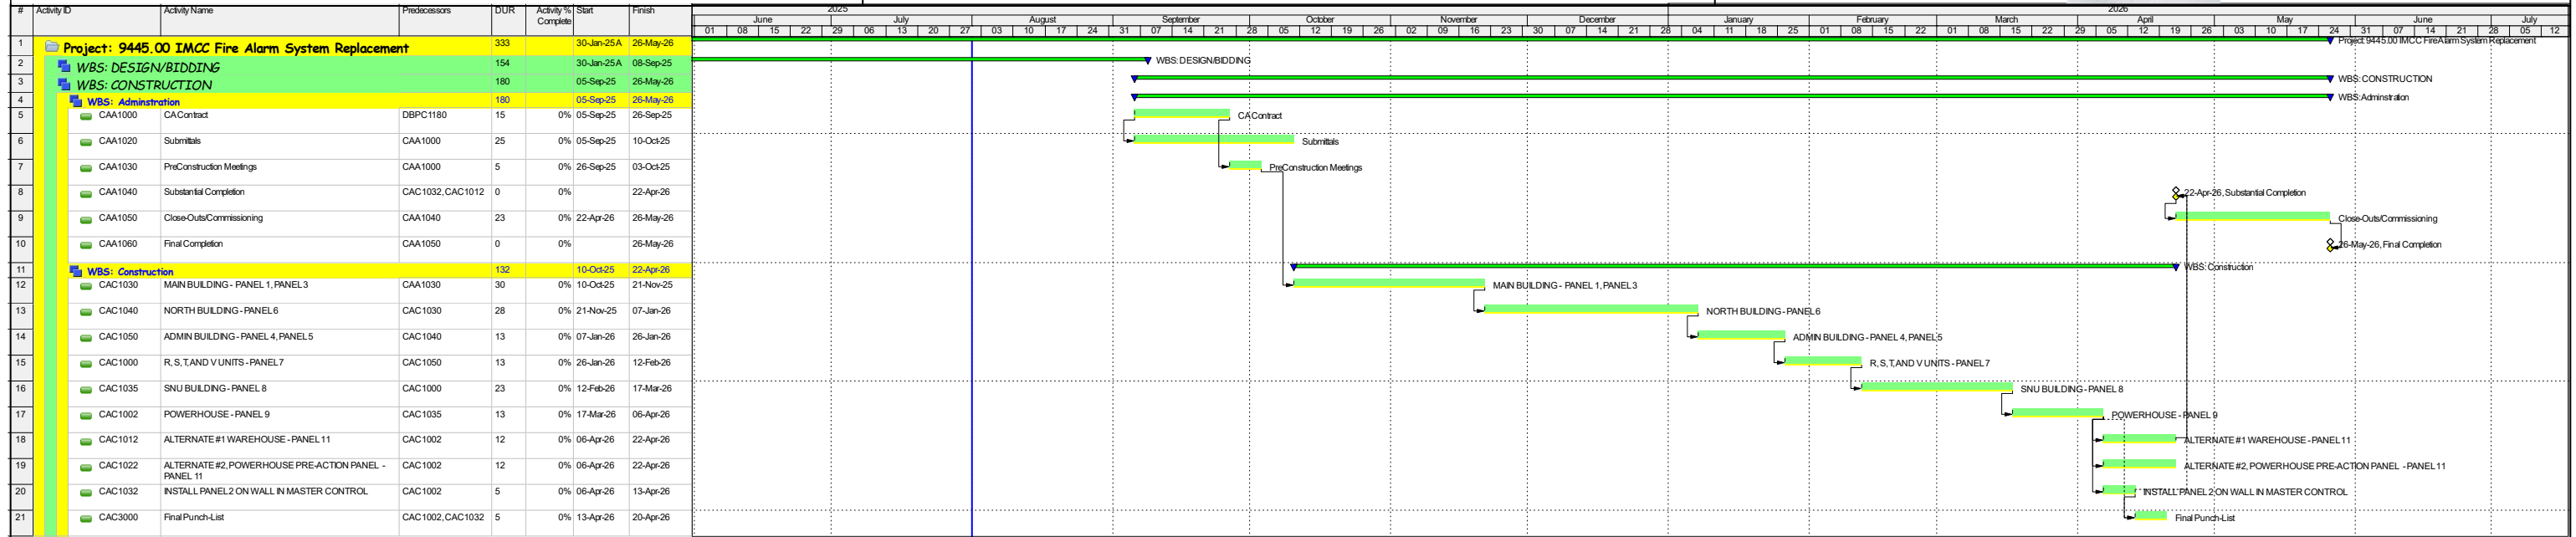 2025 2026
# Activity ID Activity Name Predecessors DUR Activity % Complete Start Finish
June July August September October November December January February March April May June July
01 08 15 22 29 06 13 20 27 03 10 17 24 31 07 14 21 28 05 12 19 26 02 09 16 23 30 07 14 21 28 04 11 18 25 01 08 15 22 01 08 15 22 29 05 12 19 26 03 10 17 24 31 07 14 21 28 05 12
1 Project: 9445.00 IMCC Fire Alarm System Replacement 333 30-Jan-25 A 26-May-26 Project: 9445.00 IMCC Fire Alarm System Replacement
2 WBS: DESIGN/BIDDING 154 30-Jan-25 A 08-Sep-25 WBS: DESIGN/BIDDING
3 WBS: CONSTRUCTION 180 05-Sep-25 26-May-26 WBS: CONSTRUCTION
4 WBS: Adminstration 180 05-Sep-25 26-May-26 WBS: Adminstration
5 CAA1000 CA Contract DBPC1180 15 0% 05-Sep-25 26-Sep-25 CA Contract
6 CAA1020 Submittals CAA1000 25 0% 05-Sep-25 10-Oct-25 Submittals
7 CAA1030 PreConstruction Meetings CAA1000 5 0% 26-Sep-25 03-Oct-25 PreConstruction Meetings
8 CAA1040 Substantial Completion CAC1032, CAC1012 0 0% 22-Apr-26 22-Apr-26, Substantial Completion
9 CAA1050 Close-Outs/Commissioning CAA1040 23 0% 22-Apr-26 26-May-26 Close-Outs/Commissioning
10 CAA1060 Final Completion CAA1050 0 0% 26-May-26 26-May-26, Final Completion
11 WBS: Construction 132 10-Oct-25 22-Apr-26 WBS: Construction
12 CAC1030 MAIN BUILDING - PANEL 1, PANEL 3 CAA1030 30 0% 10-Oct-25 21-Nov-25 MAIN BUILDING - PANEL 1, PANEL 3
13 CAC1040 NORTH BUILDING - PANEL 6 CAC1030 28 0% 21-Nov-25 07-Jan-26 NORTH BUILDING - PANEL 6
14 CAC1050 ADMIN BUILDING - PANEL 4, PANEL 5 CAC1040 13 0% 07-Jan-26 26-Jan-26 ADMIN BUILDING - PANEL 4, PANEL 5
15 CAC1000 R, S, T, AND V UNITS - PANEL 7 CAC1050 13 0% 26-Jan-26 12-Feb-26 R, S, T, AND V UNITS - PANEL 7
16 CAC1035 SNU BUILDING - PANEL 8 CAC1000 23 0% 12-Feb-26 17-Mar-26 SNU BUILDING - PANEL 8
17 CAC1002 POWERHOUSE - PANEL 9 CAC1035 13 0% 17-Mar-26 06-Apr-26 POWERHOUSE - PANEL 9
18 CAC1012 ALTERNATE #1 WAREHOUSE - PANEL 11 CAC1002 12 0% 06-Apr-26 22-Apr-26 ALTERNATE #1 WAREHOUSE - PANEL 11
19 CAC1022 ALTERNATE #2, POWERHOUSE PRE-ACTION PANEL - CAC1002 12 0% 06-Apr-26 22-Apr-26 ALTERNATE #2, POWERHOUSE PRE-ACTION PANEL - PANEL 11
PANEL 11
20 CAC1032 INSTALL PANEL 2 ON WALL IN MASTER CONTROL CAC1002 5 0% 06-Apr-26 13-Apr-26 INSTALL PANEL 2 ON WALL IN MASTER CONTROL
21 CAC3000 Final Punch-List CAC1002, CAC1032 5 0% 13-Apr-26 20-Apr-26 Final Punch-List